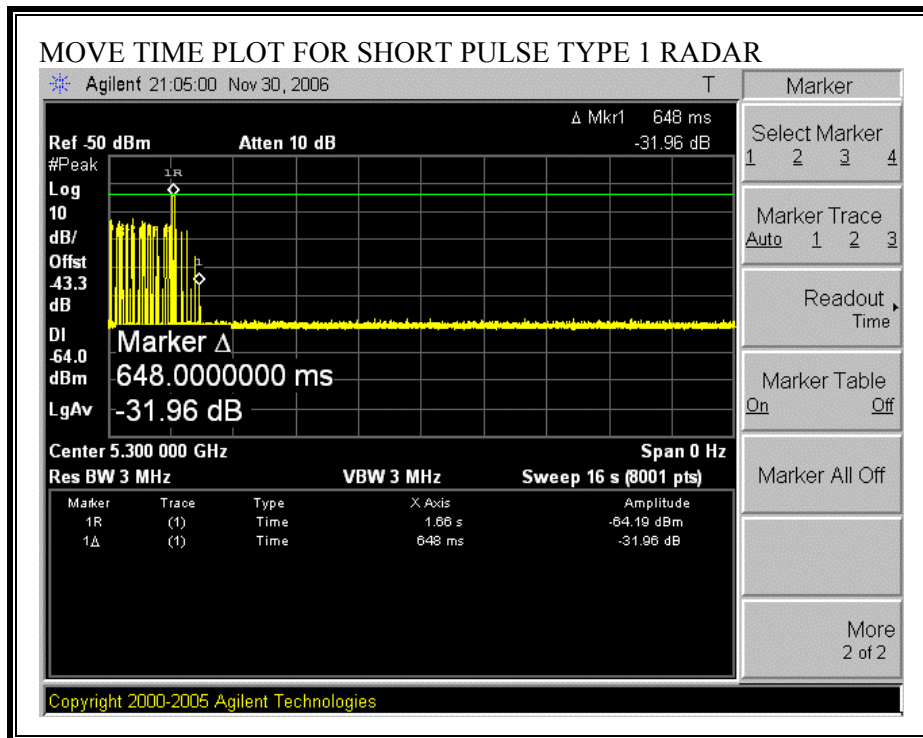 MOVE TIME PLOT FOR SHORT PULSE TYPE 1 RADAR
Agilent 21:05:00 Nov 30, 2006 T
Δ Mkr1 648 ms
Ref -50 dBm Atten 10 dB -31.96 dB
#Peak
Log
10
dB/
Offst
-43.3
dB
DI
-64.0
dBm
LgAv
1R
1
Marker Δ
648.0000000 ms
-31.96 dB
Center 5.300 000 GHz Span 0 Hz
Res BW 3 MHz VBW 3 MHz Sweep 16 s (8001 pts)
Marker Trace Type X Axis Amplitude
1R (1) Time 1.66 s -64.19 dBm
1Δ (1) Time 648 ms -31.96 dB
Copyright 2000-2005 Agilent Technologies
Marker
Select Marker
1 2 3 4
Marker Trace
Auto 1 2 3
Readout
Time
Marker Table
On Off
Marker All Off
More
2 of 2